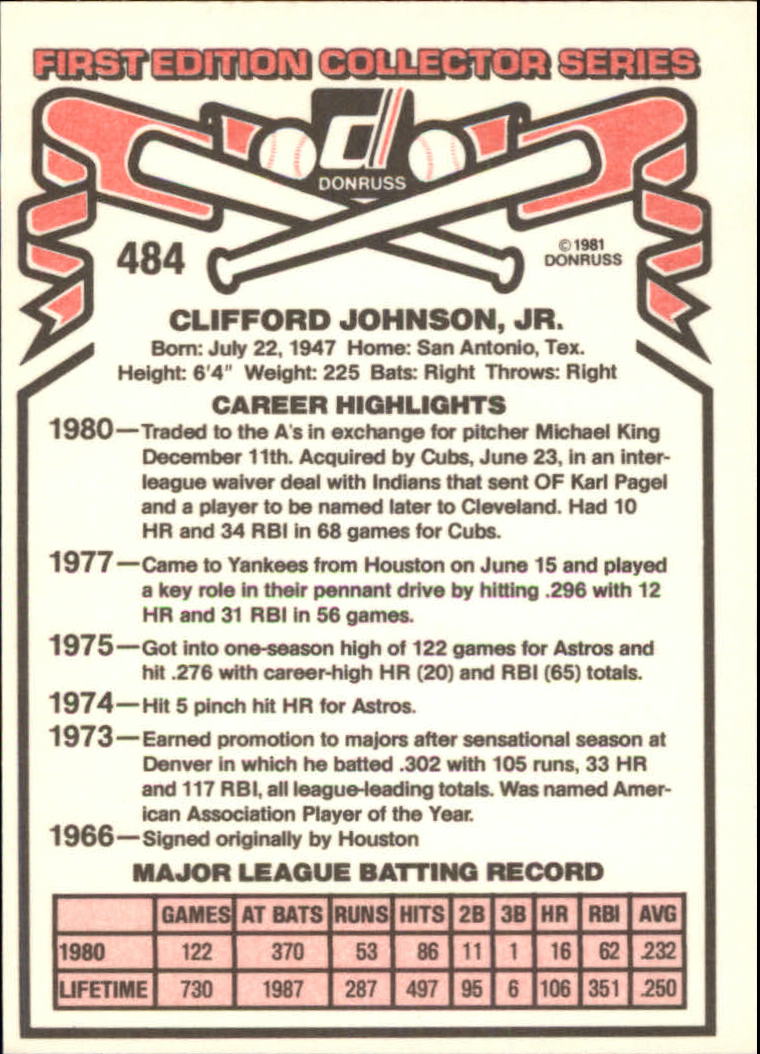 FIRST EDITION COLLECTOR SERIES
d
DONRUSS
484
©1981
DONRUSS
CLIFFORD JOHNSON, JR.
Born: July 22, 1947 Home: San Antonio, Tex.
Height: 6'4" Weight: 225 Bats: Right Throws: Right
CAREER HIGHLIGHTS
1980—Traded to the A's in exchange for pitcher Michael King
December 11th. Acquired by Cubs, June 23, in an inter-
league waiver deal with Indians that sent OF Karl Pagel
and a player to be named later to Cleveland. Had 10
HR and 34 RBI in 68 games for Cubs.
1977—Came to Yankees from Houston on June 15 and played
a key role in their pennant drive by hitting .296 with 12
HR and 31 RBI in 56 games.
1975—Got into one-season high of 122 games for Astros and
hit .276 with career-high HR (20) and RBI (65) totals.
1974—Hit 5 pinch hit HR for Astros.
1973—Earned promotion to majors after sensational season at
Denver in which he batted .302 with 105 runs, 33 HR
and 117 RBI, all league-leading totals. Was named Amer-
ican Association Player of the Year.
1966—Signed originally by Houston
MAJOR LEAGUE BATTING RECORD
GAMES AT BATS RUNS HITS 2B 3B HR RBI AVG
1980 122 370 53 86 11 1 16 62 .232
LIFETIME 730 1987 287 497 95 6 106 351 .250